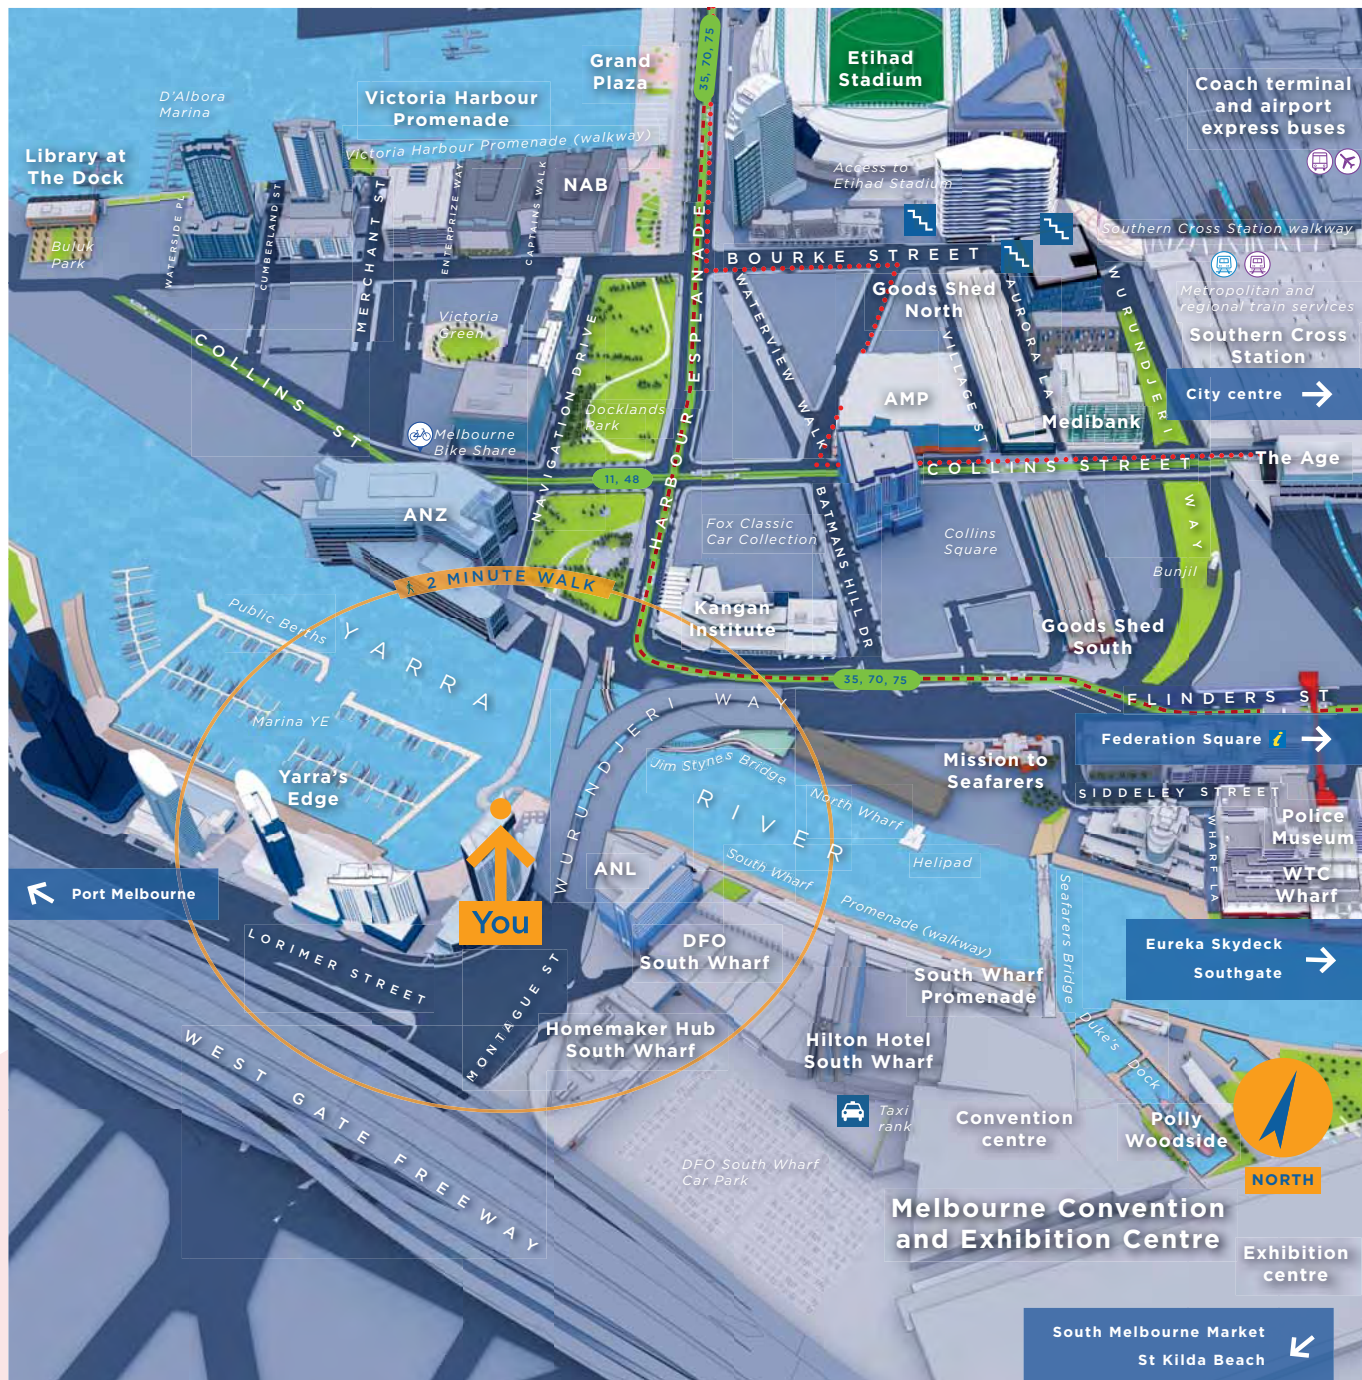 35, 70, 75
Grand
Plaza
Etihad
Stadium
Coach terminal
and airport
express buses
D'Albora
Marina
Victoria Harbour
Promenade
Victoria Harbour Promenade (walkway)
Library at
The Dock
Access to
Etihad Stadium
NAB
WATERSIDE PL
CUMBERLAND ST
MERCHANT ST
ENTERPRIZE WAY
CAPTAINS WALK
Buluk
Park
Southern Cross Station walkway
BOURKE STREET
Metropolitan and
regional train services
Goods Shed
North
Southern Cross
Station
Victoria
Green
COLLINS ST
NAVIGATION DRIVE
HARBOUR ESPLANADE
WATERVIEW WALK
VILLAGE ST
AURORA LA
WURUNDJERI WAY
City centre
Docklands
Park
AMP
Medibank
Melbourne
Bike Share
The Age
COLLINS STREET
11, 48
ANZ
Fox Classic
Car Collection
BATMANS HILL DR
Collins
Square
Bunjil
2 MINUTE WALK
Public Berths
Kangan
Institute
Goods Shed
South
YARRA
RIVER
35, 70, 75
FLINDERS ST
WURUNDJERI WAY
Marina YE
Federation Square i
Jim Stynes Bridge
Mission to
Seafarers
Yarra's
Edge
SIDDELEY STREET
North Wharf
Police
Museum
WHARF LA
Helipad
ANL
South Wharf
Promenade (walkway)
WTC
Wharf
Port Melbourne
You
Seafarers Bridge
LORIMER STREET
DFO
South Wharf
Eureka Skydeck
Southgate
South Wharf
Promenade
MONTAGUE ST
Homemaker Hub
South Wharf
Hilton Hotel
South Wharf
Duke's
Dock
WEST GATE FREEWAY
Taxi
rank
Convention
centre
Polly
Woodside
DFO South Wharf
Car Park
NORTH
Melbourne Convention
and Exhibition Centre
Exhibition
centre
South Melbourne Market
St Kilda Beach